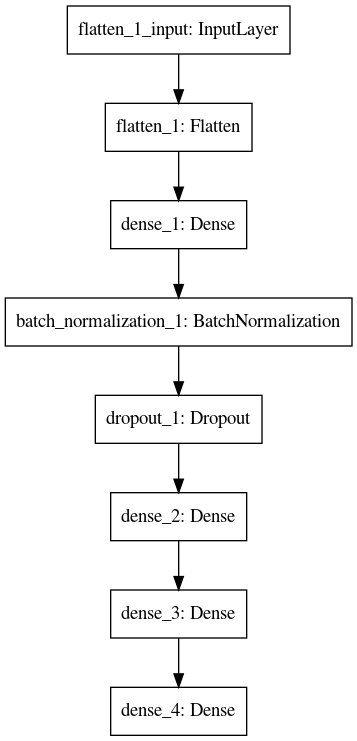 flatten_1_input: InputLayer
flatten_1: Flatten
dense_1: Dense
batch_normalization_1: BatchNormalization
dropout_1: Dropout
dense_2: Dense
dense_3: Dense
dense_4: Dense